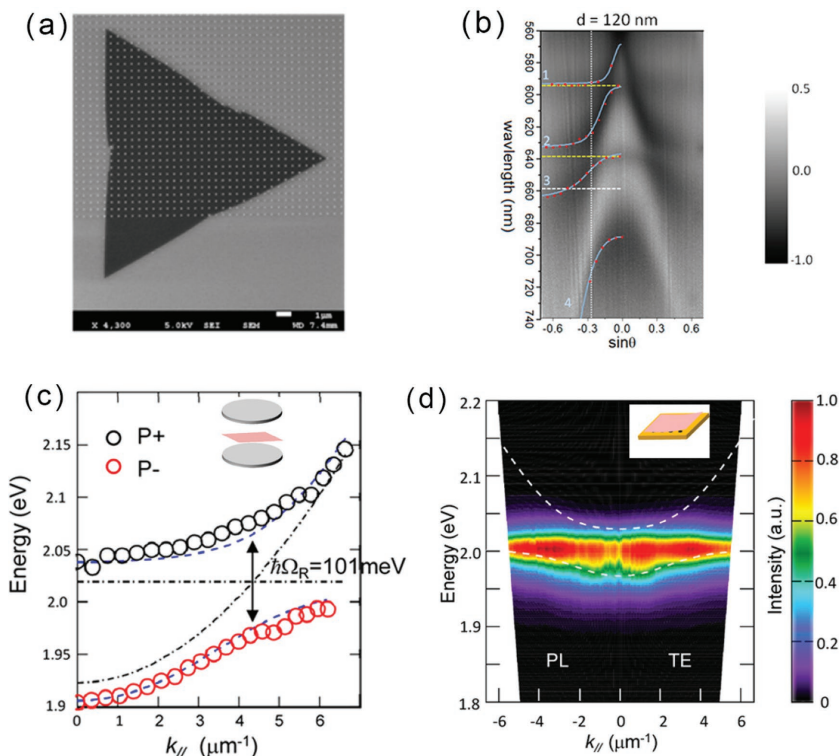 (a)
X 4,300 5.0kV SEI SEM WD 7.4mm
1μm
(b)
d = 120 nm
560
580
600
620
640
660
680
700
720
740
wavlength (nm)
1
2
3
4
-0.6
-0.3
0.0
0.3
0.6
sinθ
0.5
0.0
-1.0
(c)
P+
P-
2.15
2.1
2.05
2.0
1.95
1.9
Energy (eV)
ℏΩR=101meV
0
1
2
3
4
5
6
k// (μm-1)
(d)
2.2
2.1
2.0
1.9
1.8
Energy (eV)
PL
TE
-6
-4
-2
0
2
4
6
k// (μm-1)
1.0
0.8
0.6
0.4
0.2
0
Intensity (a.u.)